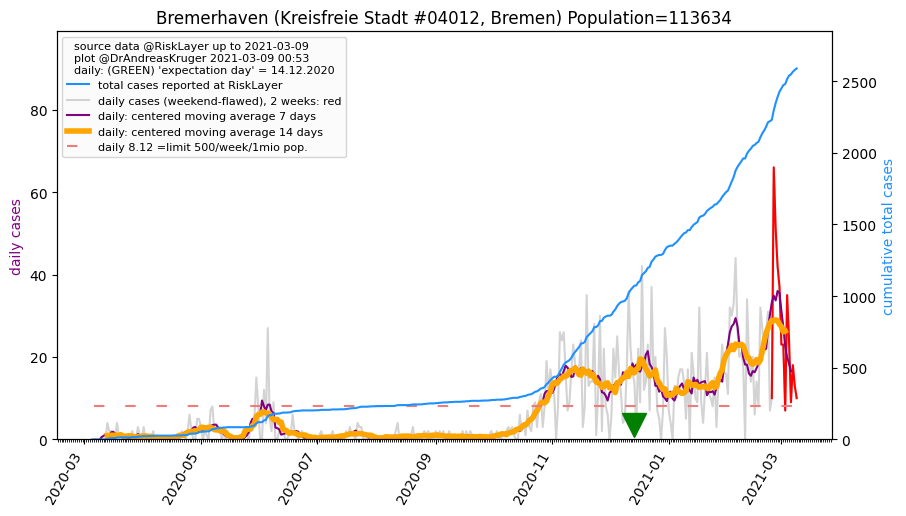 Bremerhaven (Kreisfreie Stadt #04012, Bremen) Population=113634
source data @RiskLayer up to 2021-03-09
plot @DrAndreasKruger 2021-03-09 00:53
daily: (GREEN) 'expectation day' = 14.12.2020
total cases reported at RiskLayer
daily cases (weekend-flawed), 2 weeks: red
daily: centered moving average 7 days
daily: centered moving average 14 days
daily 8.12 =limit 500/week/1mio pop.
daily cases
80
60
40
20
0
cumulative total cases
2500
2000
1500
1000
500
0
2020-03
2020-05
2020-07
2020-09
2020-11
2021-01
2021-03